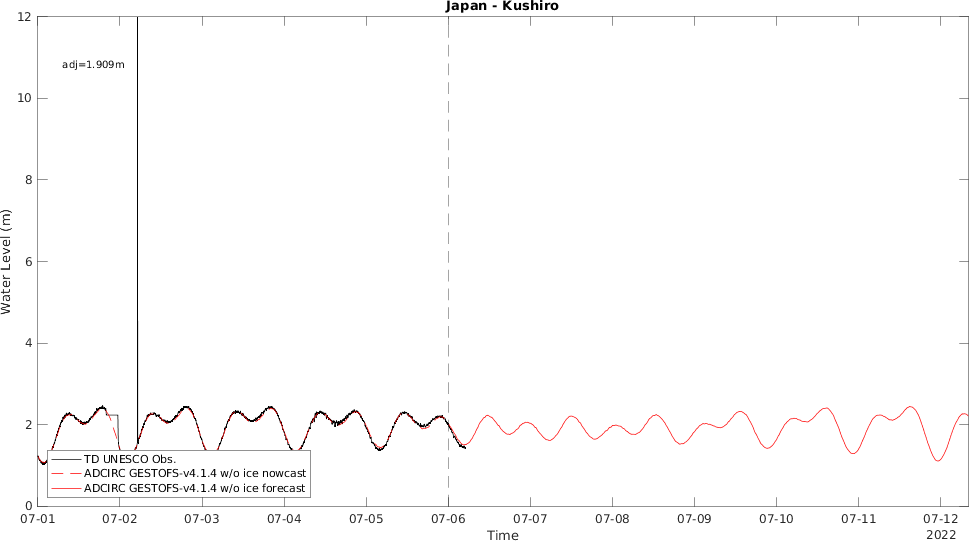 Japan - Kushiro
12
adj=1.909m
10
8
6
4
2
0
Water Level (m)
TD UNESCO Obs.
ADCIRC GESTOFS-v4.1.4 w/o ice nowcast
ADCIRC GESTOFS-v4.1.4 w/o ice forecast
07-01 07-02 07-03 07-04 07-05 07-06 07-07 07-08 07-09 07-10 07-11 07-12
Time 2022